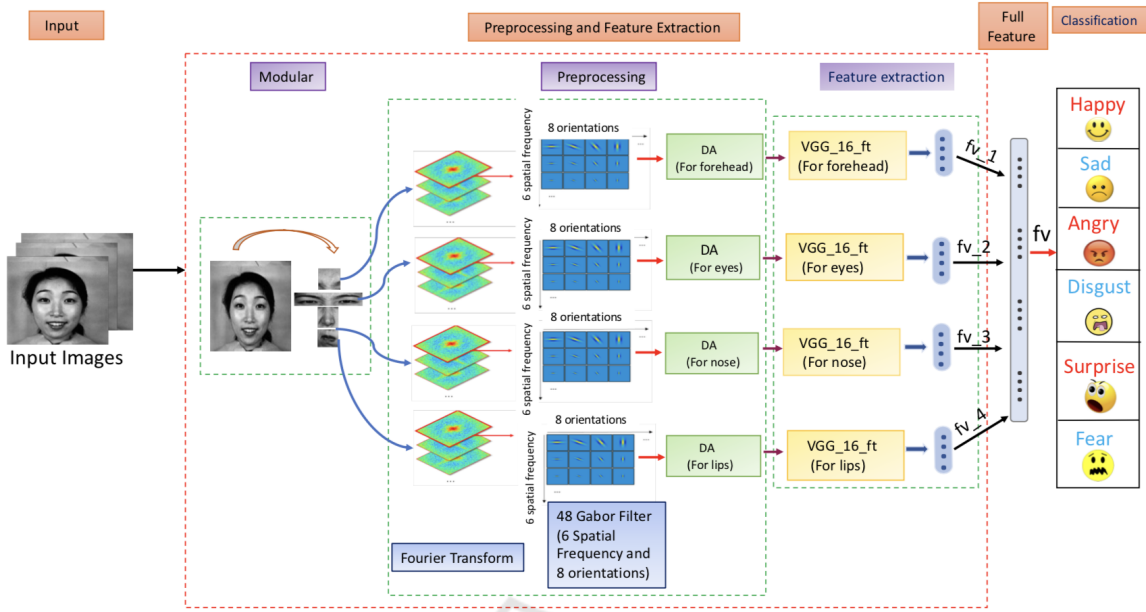 Input
Preprocessing and Feature Extraction
Full
Feature
Classification
Modular
Preprocessing
Feature extraction
8 orientations
6 spatial frequency
DA
(For forehead)
VGG_16_ft
(For forehead)
fv_1
8 orientations
6 spatial frequency
DA
(For eyes)
VGG_16_ft
(For eyes)
fv_2
8 orientations
6 spatial frequency
DA
(For nose)
VGG_16_ft
(For nose)
fv_3
8 orientations
6 spatial frequency
DA
(For lips)
VGG_16_ft
(For lips)
fv_4
fv
Happy
Sad
Angry
Disgust
Surprise
Fear
Input Images
Fourier Transform
48 Gabor Filter
(6 Spatial
Frequency and
8 orientations)